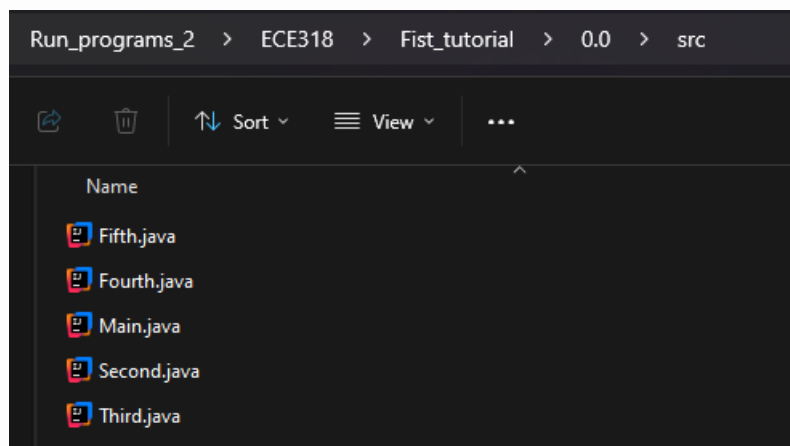 Run_programs_2 > ECE318 > Fist_tutorial > 0.0 > src
Sort View
Name
Fifth.java
Fourth.java
Main.java
Second.java
Third.java